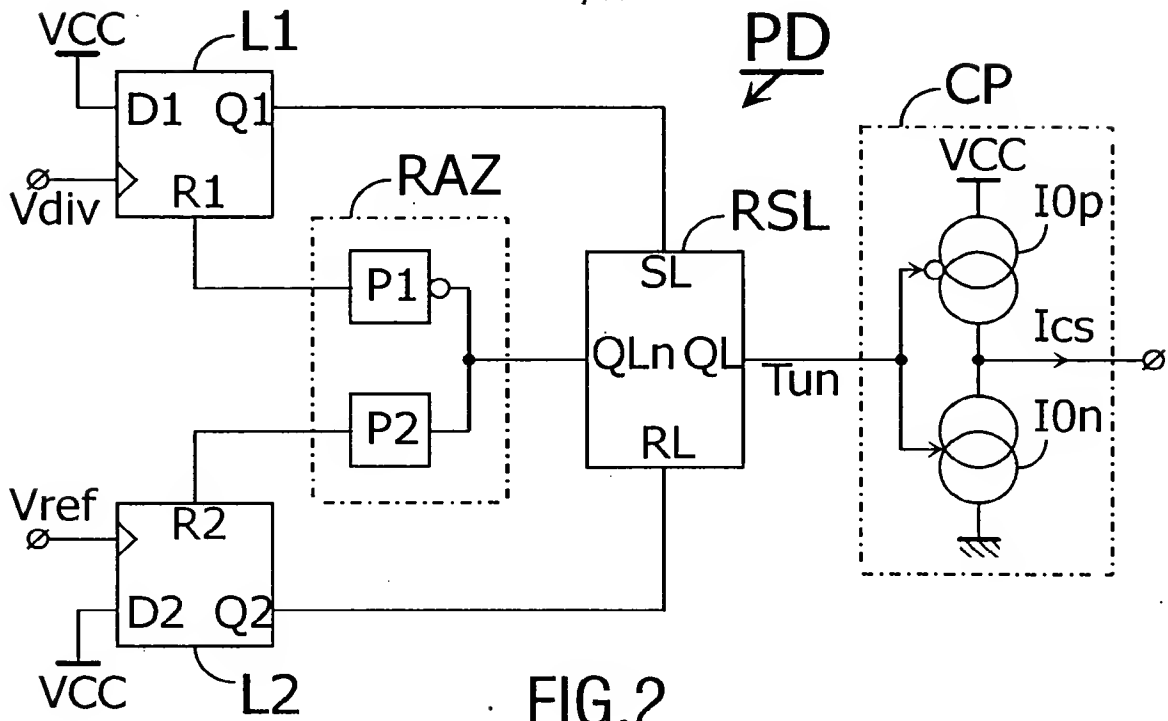 VCC
L1
PD
D1 Q1
CP
VCC
R1
Vdiv
RAZ
I0p
RSL
P1
SL
Ics
QLn QL
Tun
P2
I0n
RL
Vref
R2
D2 Q2
VCC
L2
FIG.2